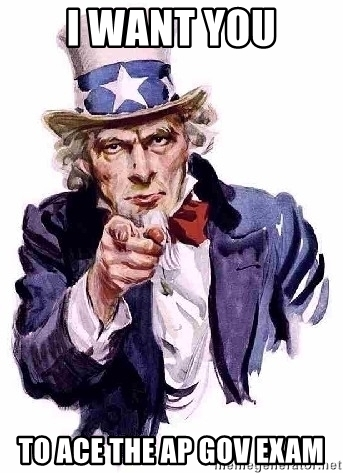 I WANT YOU
TO ACE THE AP GOV EXAM
memegenerator.net